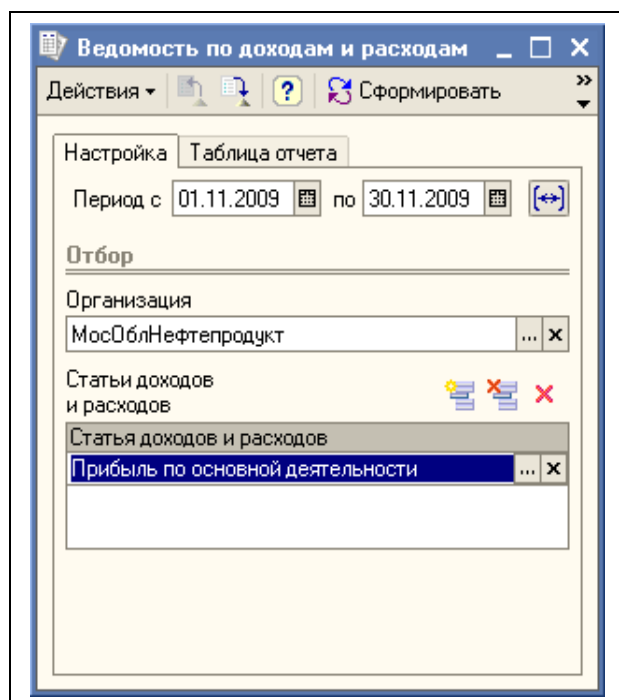 Ведомость по доходам и расходам
Действия Сформировать
Настройка Таблица отчета
Период с 01.11.2009 по 30.11.2009
Отбор
Организация
МосОблНефтепродукт ...
Статьи доходов
и расходов
Статья доходов и расходов
Прибыль по основной деятельности ...